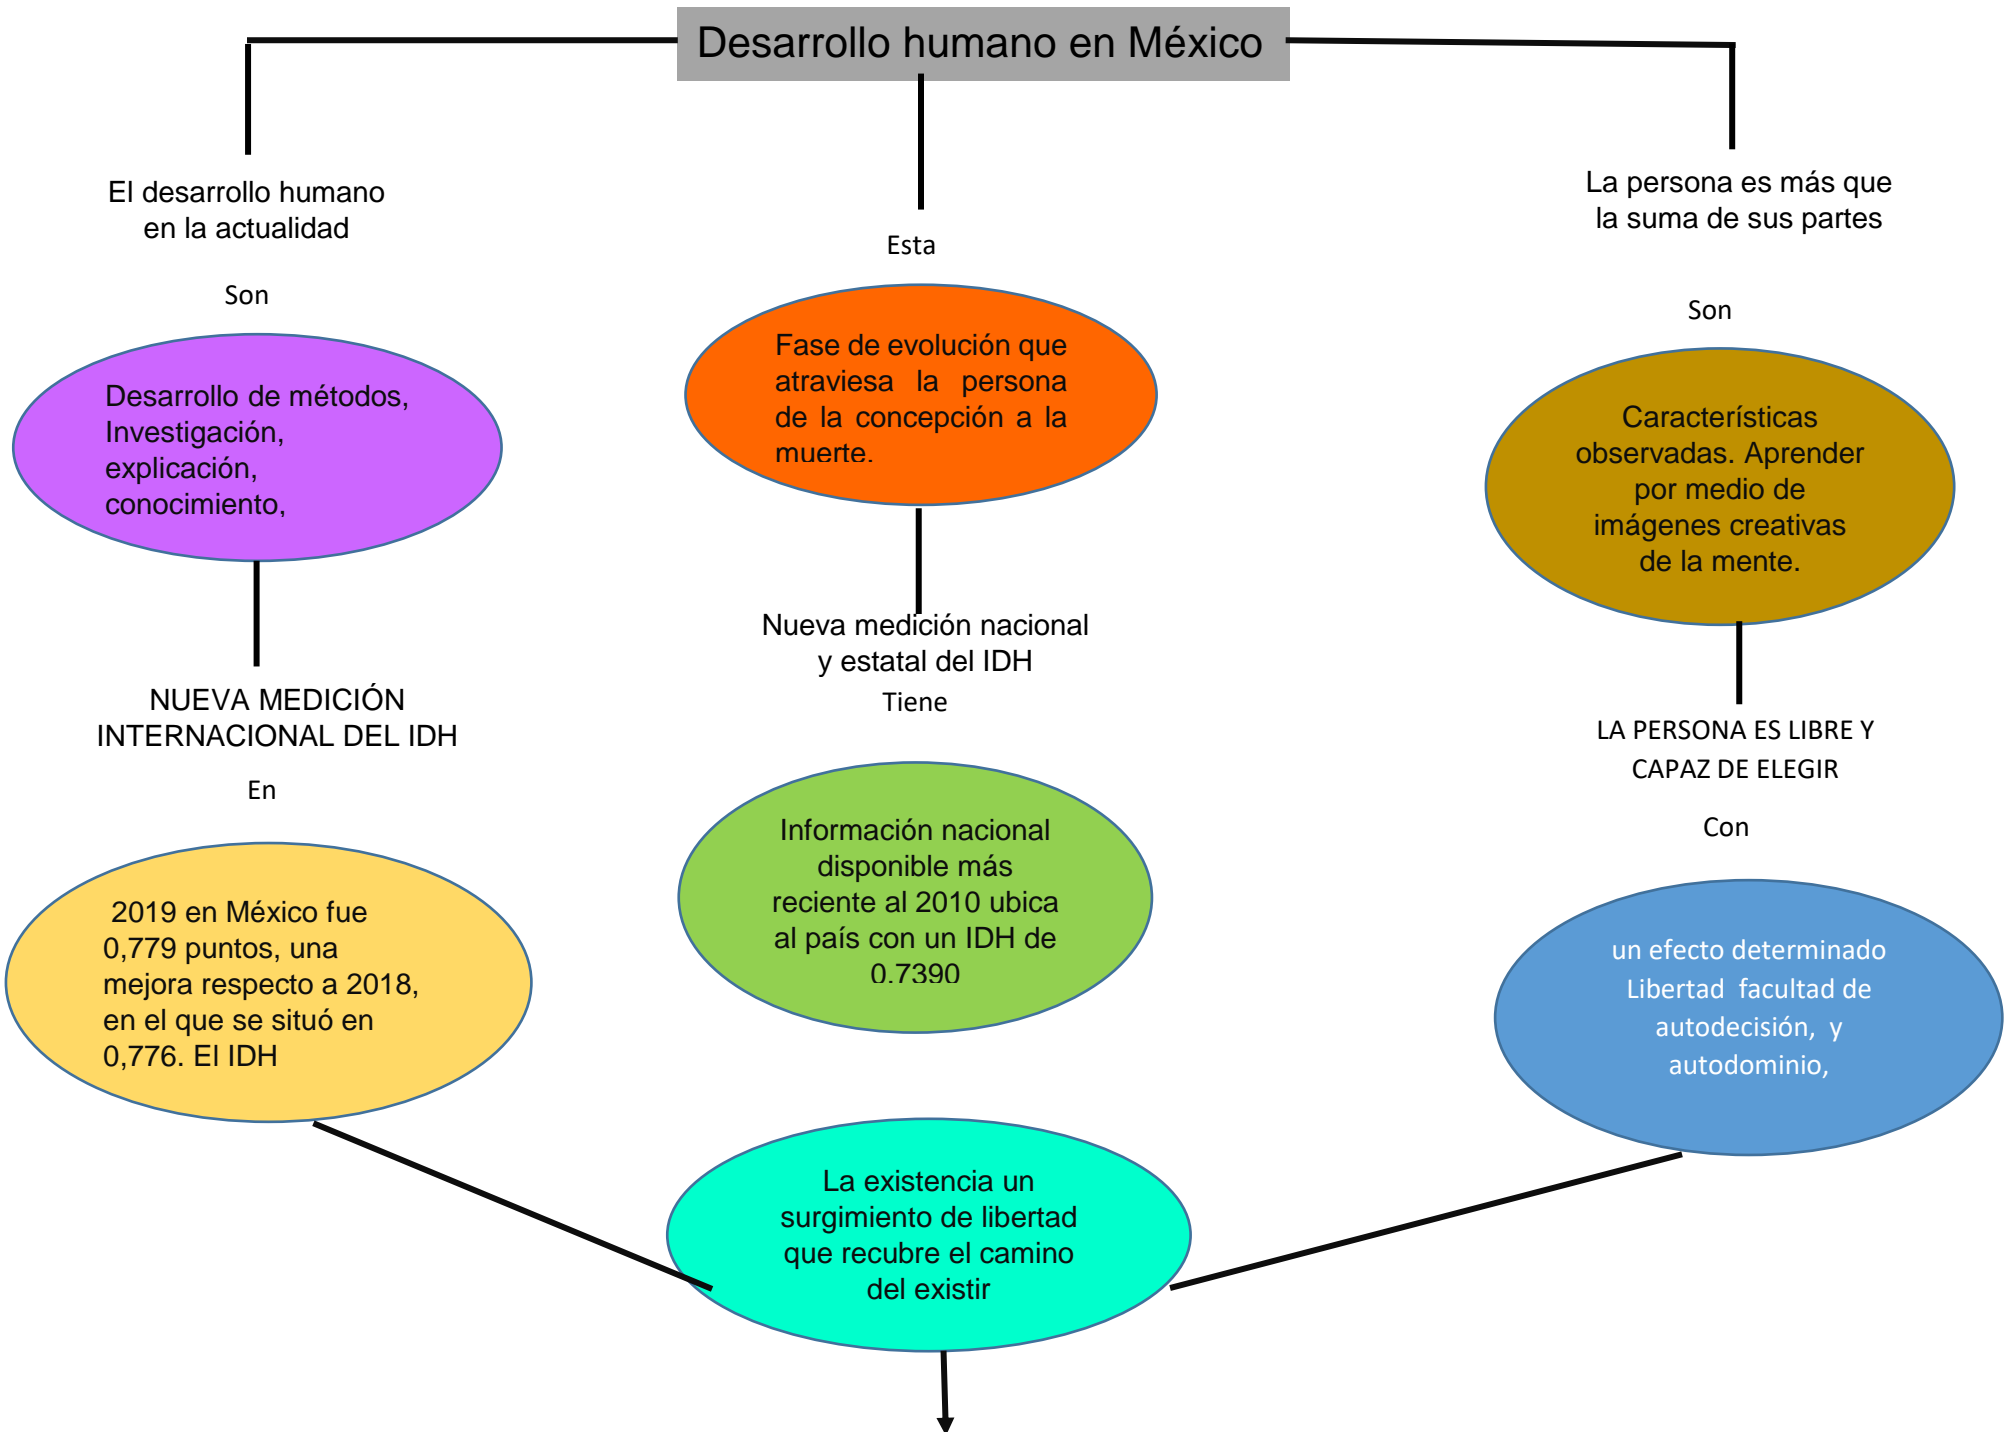 Desarrollo humano en México
El desarrollo humano
en la actualidad
Son
Desarrollo de métodos,
Investigación,
explicación,
conocimiento,
NUEVA MEDICIÓN
INTERNACIONAL DEL IDH
En
2019 en México fue
0,779 puntos, una
mejora respecto a 2018,
en el que se situó en
0,776. El IDH
Esta
Fase de evolución que
atraviesa la persona
de la concepción a la
muerte.
Nueva medición nacional
y estatal del IDH
Tiene
Información nacional
disponible más
reciente al 2010 ubica
al país con un IDH de
0.7390
La persona es más que
la suma de sus partes
Son
Características
observadas. Aprender
por medio de
imágenes creativas
de la mente.
LA PERSONA ES LIBRE Y
CAPAZ DE ELEGIR
Con
un efecto determinado
Libertad  facultad de
autodecisión,  y
autodominio,
La existencia un
surgimiento de libertad
que recubre el camino
del existir